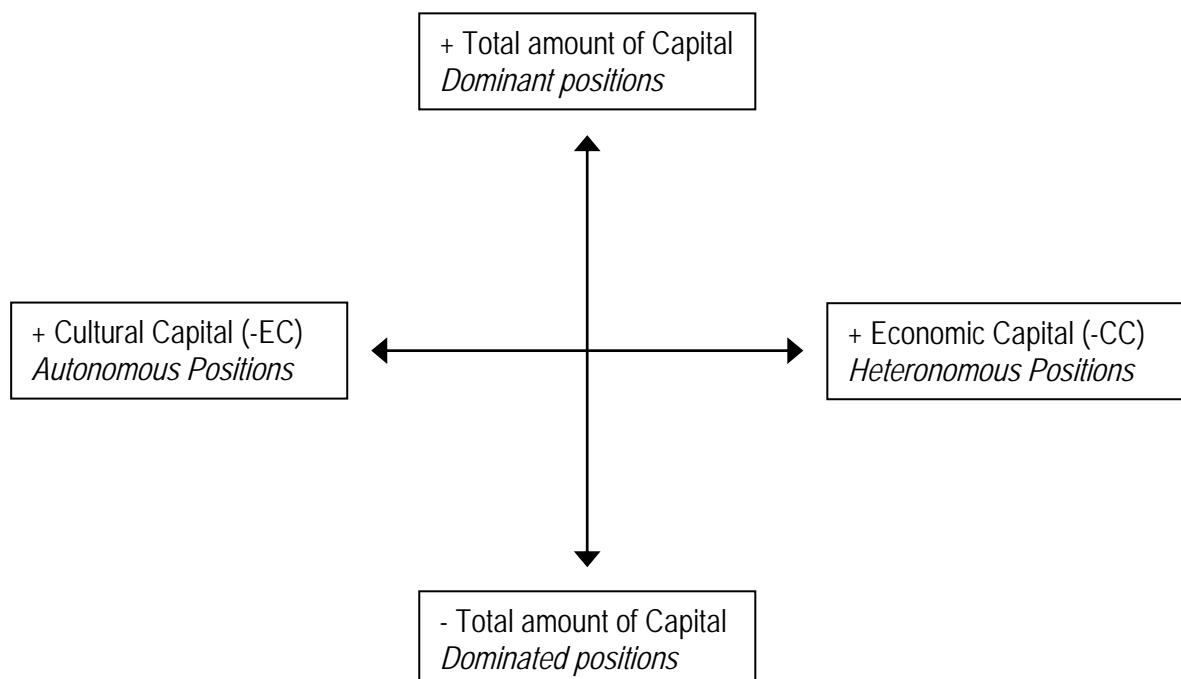 + Total amount of Capital
Dominant positions
+ Cultural Capital (-EC)
Autonomous Positions
+ Economic Capital (-CC)
Heteronomous Positions
- Total amount of Capital
Dominated positions